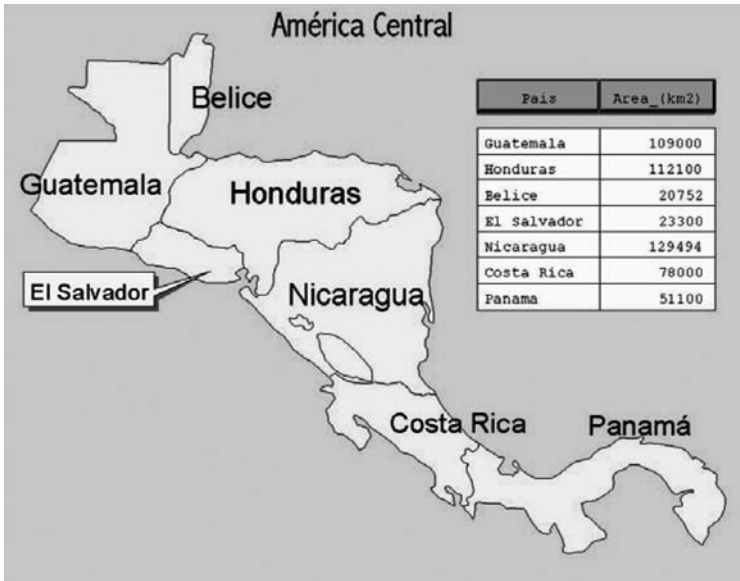 América Central
Belice
Guatemala
Honduras
El Salvador
Nicaragua
Costa Rica
Panamá
Pais Area_(km2)
Guatemala 109000
Honduras 112100
Belice 20752
El Salvador 23300
Nicaragua 129494
Costa Rica 78000
Panama 51100